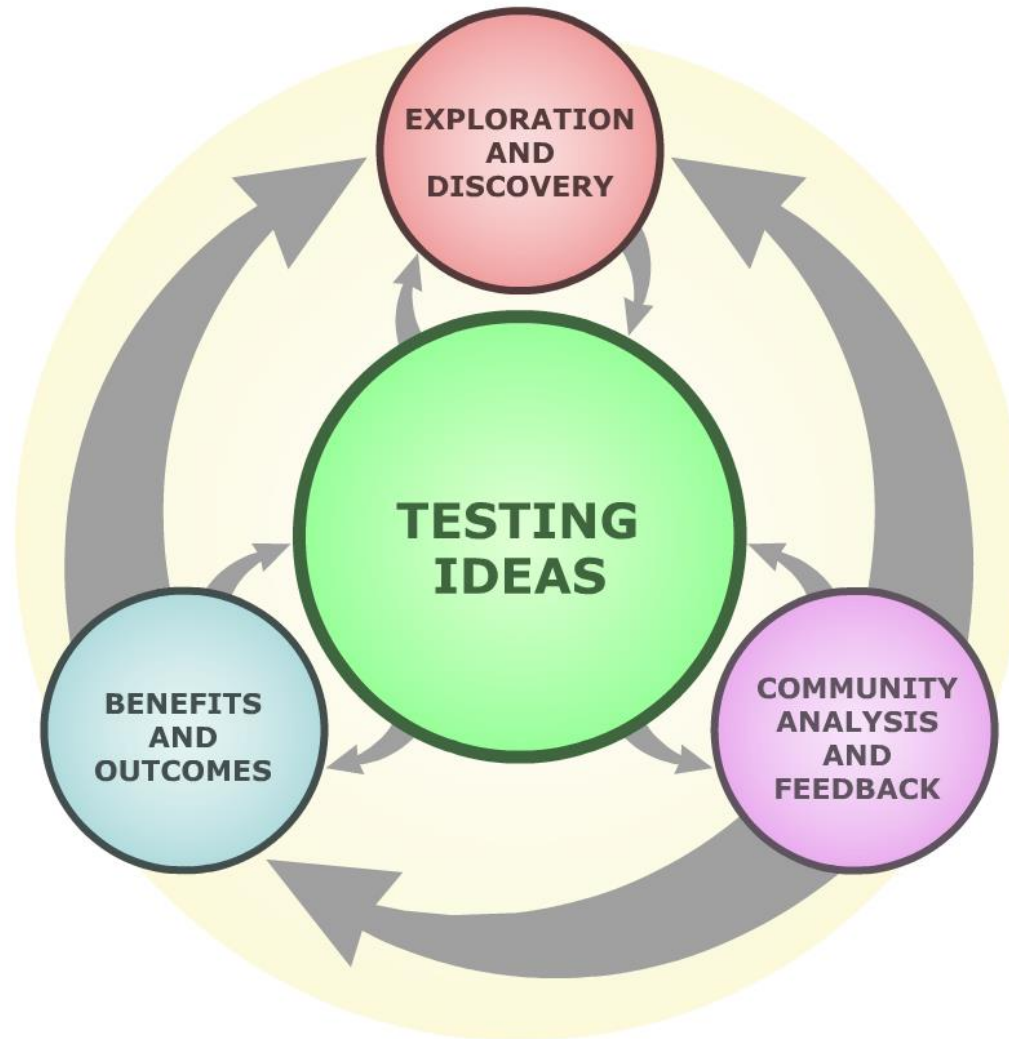 EXPLORATION
AND
DISCOVERY
TESTING
IDEAS
BENEFITS
AND
OUTCOMES
COMMUNITY
ANALYSIS
AND
FEEDBACK